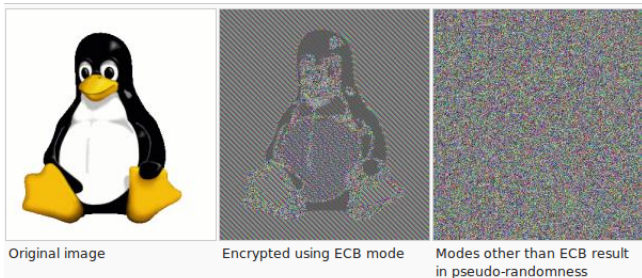 Original image
Encrypted using ECB mode
Modes other than ECB result
in pseudo-randomness